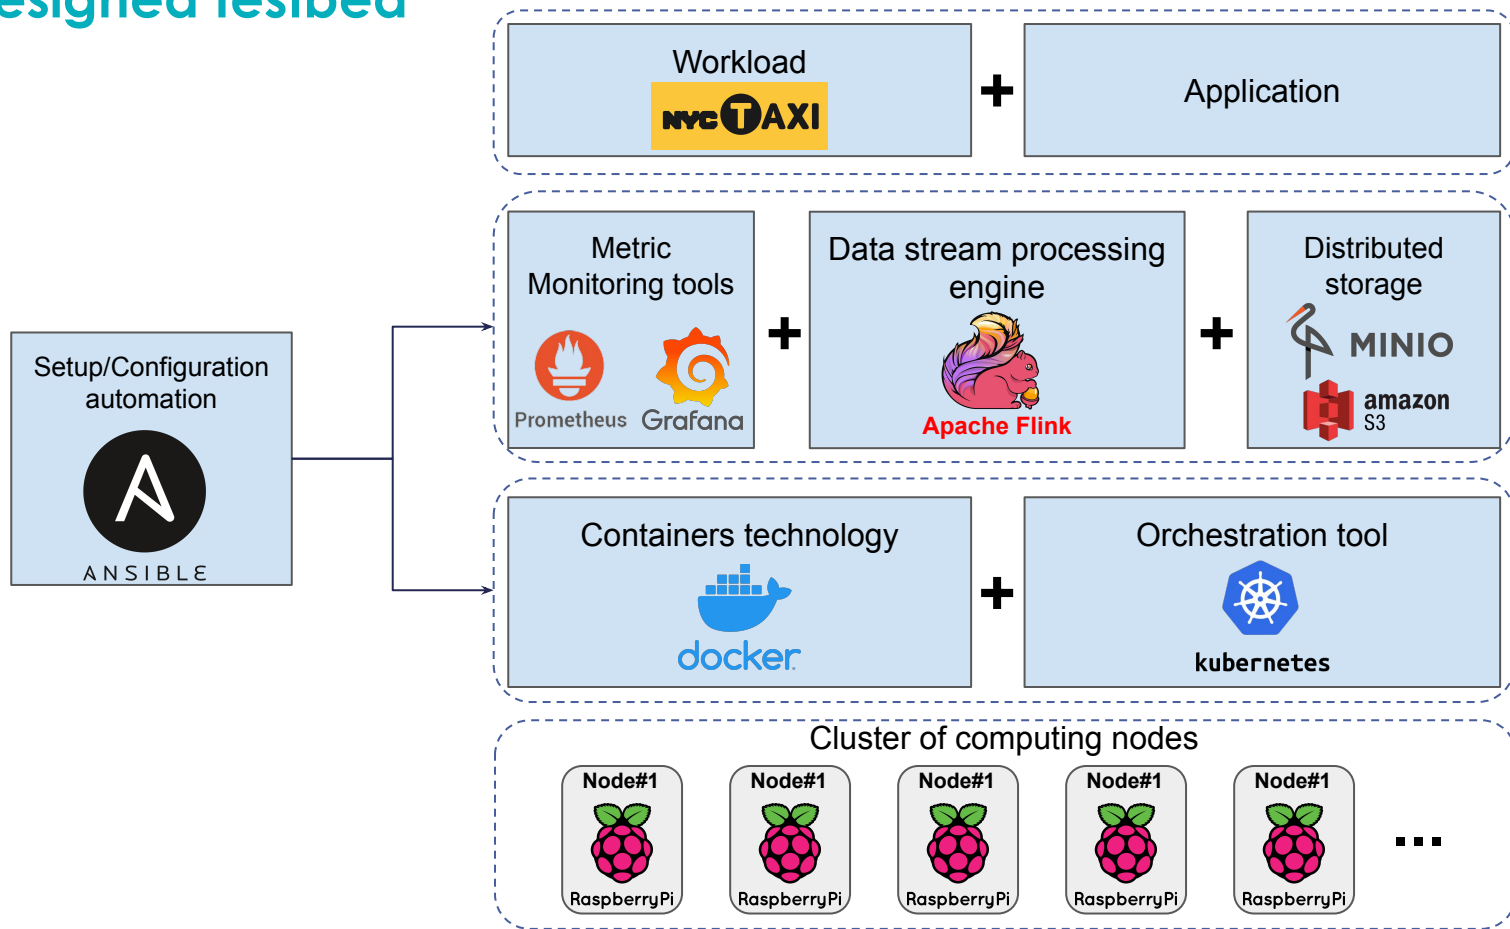 esigned Testbed
Workload
NYC TAXI
+
Application
Metric
Monitoring tools
Prometheus
Grafana
+
Data stream processing
engine
Apache Flink
+
Distributed
storage
MINIO
amazon
S3
Setup/Configuration
automation
ANSIBLE
Containers technology
docker
+
Orchestration tool
kubernetes
Cluster of computing nodes
Node#1
RaspberryPi
Node#1
RaspberryPi
Node#1
RaspberryPi
Node#1
RaspberryPi
Node#1
RaspberryPi
...